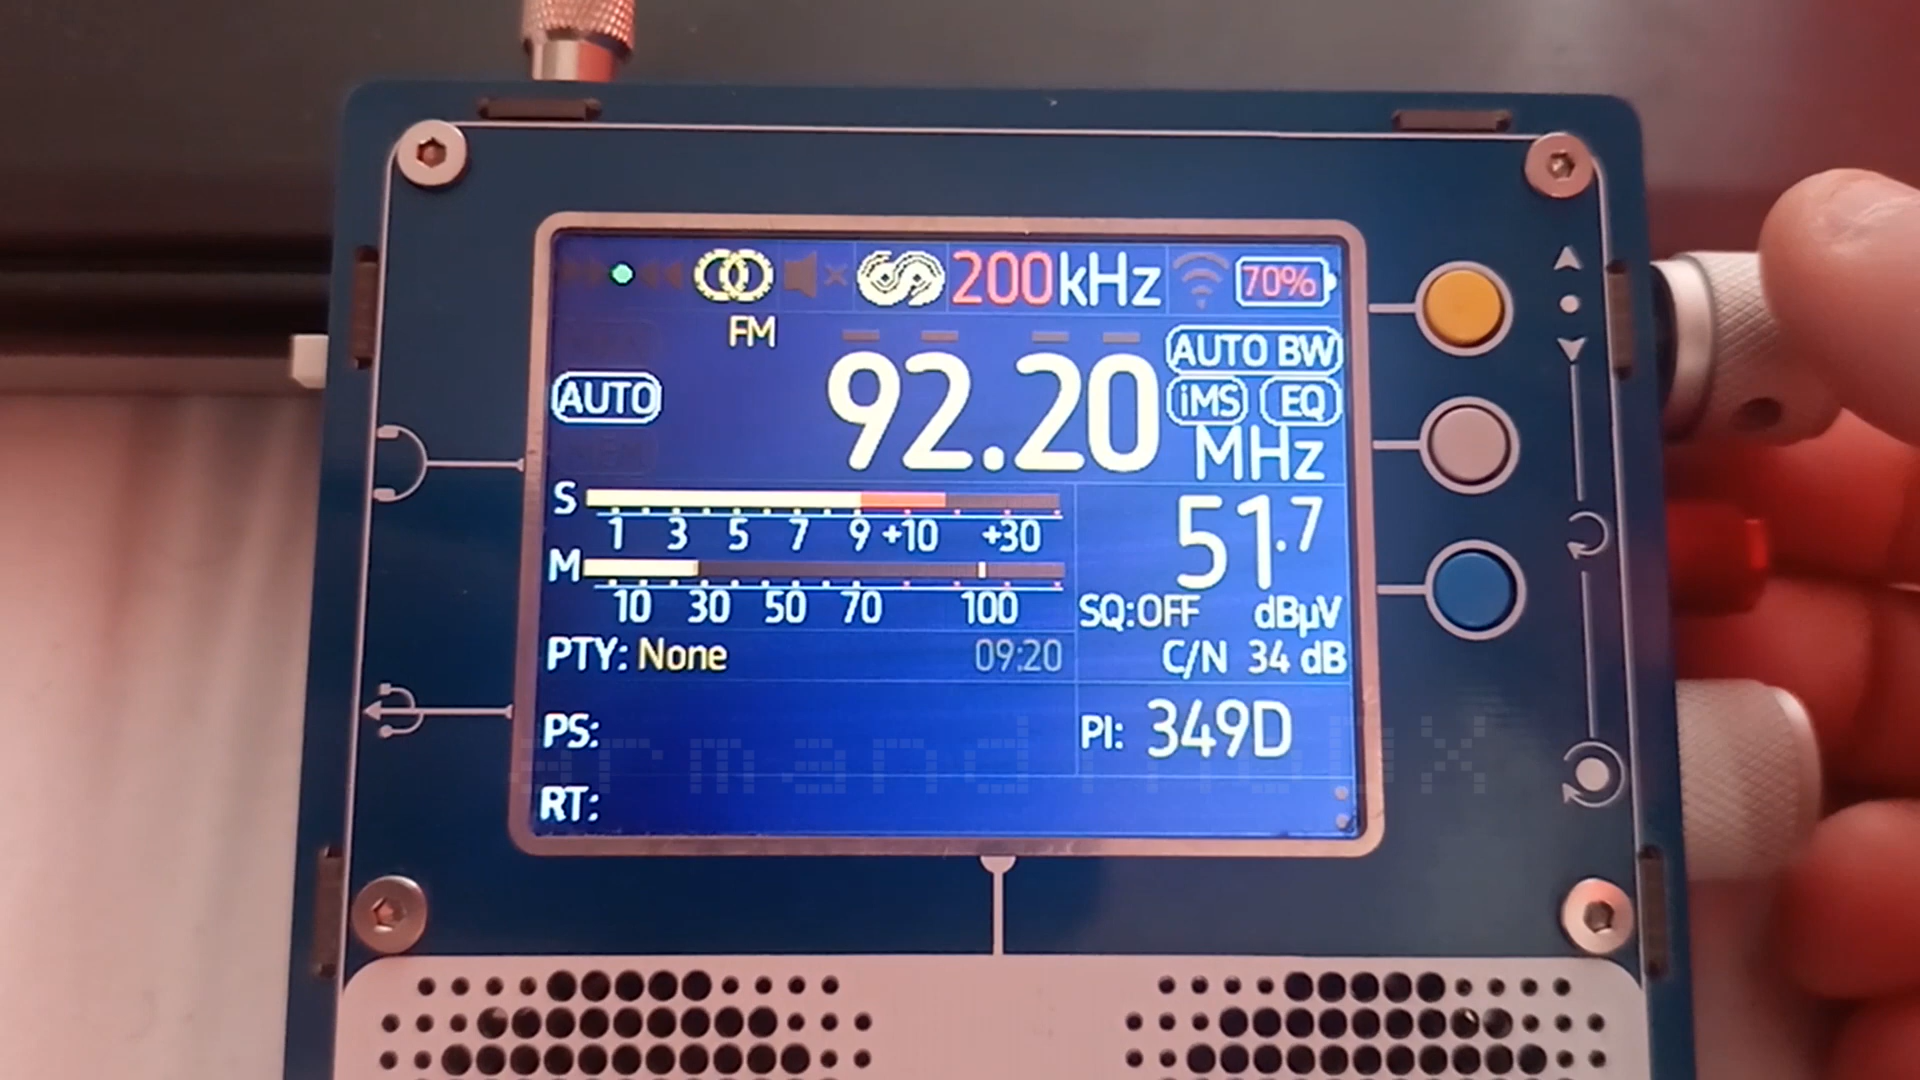 200kHz 70%
FM
AUTO BW
AUTO
92.20
iMS EQ
MHz
S
1 3 5 7 9 +10 +30
51.7
M
10 30 50 70 100
SQ:OFF dBµV
PTY: None 09:20
C/N 34 dB
PS:
PI: 349D
RT: